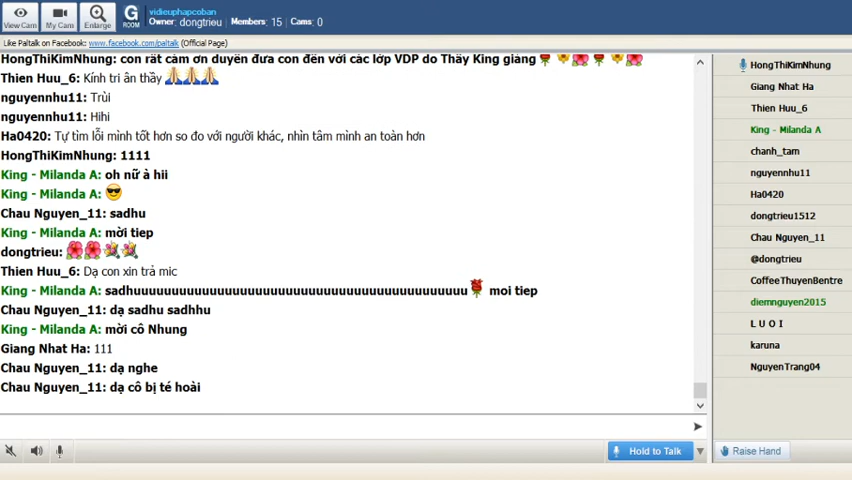 View Cam
My Cam
Enlarge
G
ROOM
vidieuphapcoban
Owner: dongtrieu Members: 15 Cams: 0
Like Paltalk on Facebook: www.facebook.com/paltalk (Official Page)
HongThiKimNhung: con rất cảm ơn duyên đưa con đến với các lớp VDP do Thầy King giảng
Thien Huu_6: Kính tri ân thầy
nguyennhu11: Trùi
nguyennhu11: Hihi
Ha0420: Tự tìm lỗi mình tốt hơn so đo với người khác, nhìn tâm mình an toàn hơn
HongThiKimNhung: 1111
King - Milanda A: oh nữ à hii
King - Milanda A:
Chau Nguyen_11: sadhu
King - Milanda A: mời tiep
dongtrieu:
Thien Huu_6: Dạ con xin trả mic
King - Milanda A: sadhuuuuuuuuuuuuuuuuuuuuuuuuuuuuuuuuuuuuuuuuu moi tiep
Chau Nguyen_11: dạ sadhu sadhhu
King - Milanda A: mời cô Nhung
Giang Nhat Ha: 111
Chau Nguyen_11: dạ nghe
Chau Nguyen_11: dạ cô bị té hoài
Hold to Talk
HongThiKimNhung
Giang Nhat Ha
Thien Huu_6
King - Milanda A
chanh_tam
nguyennhu11
Ha0420
dongtrieu1512
Chau Nguyen_11
@dongtrieu
CoffeeThuyenBentre
diemnguyen2015
L U O I
karuna
NguyenTrang04
Raise Hand